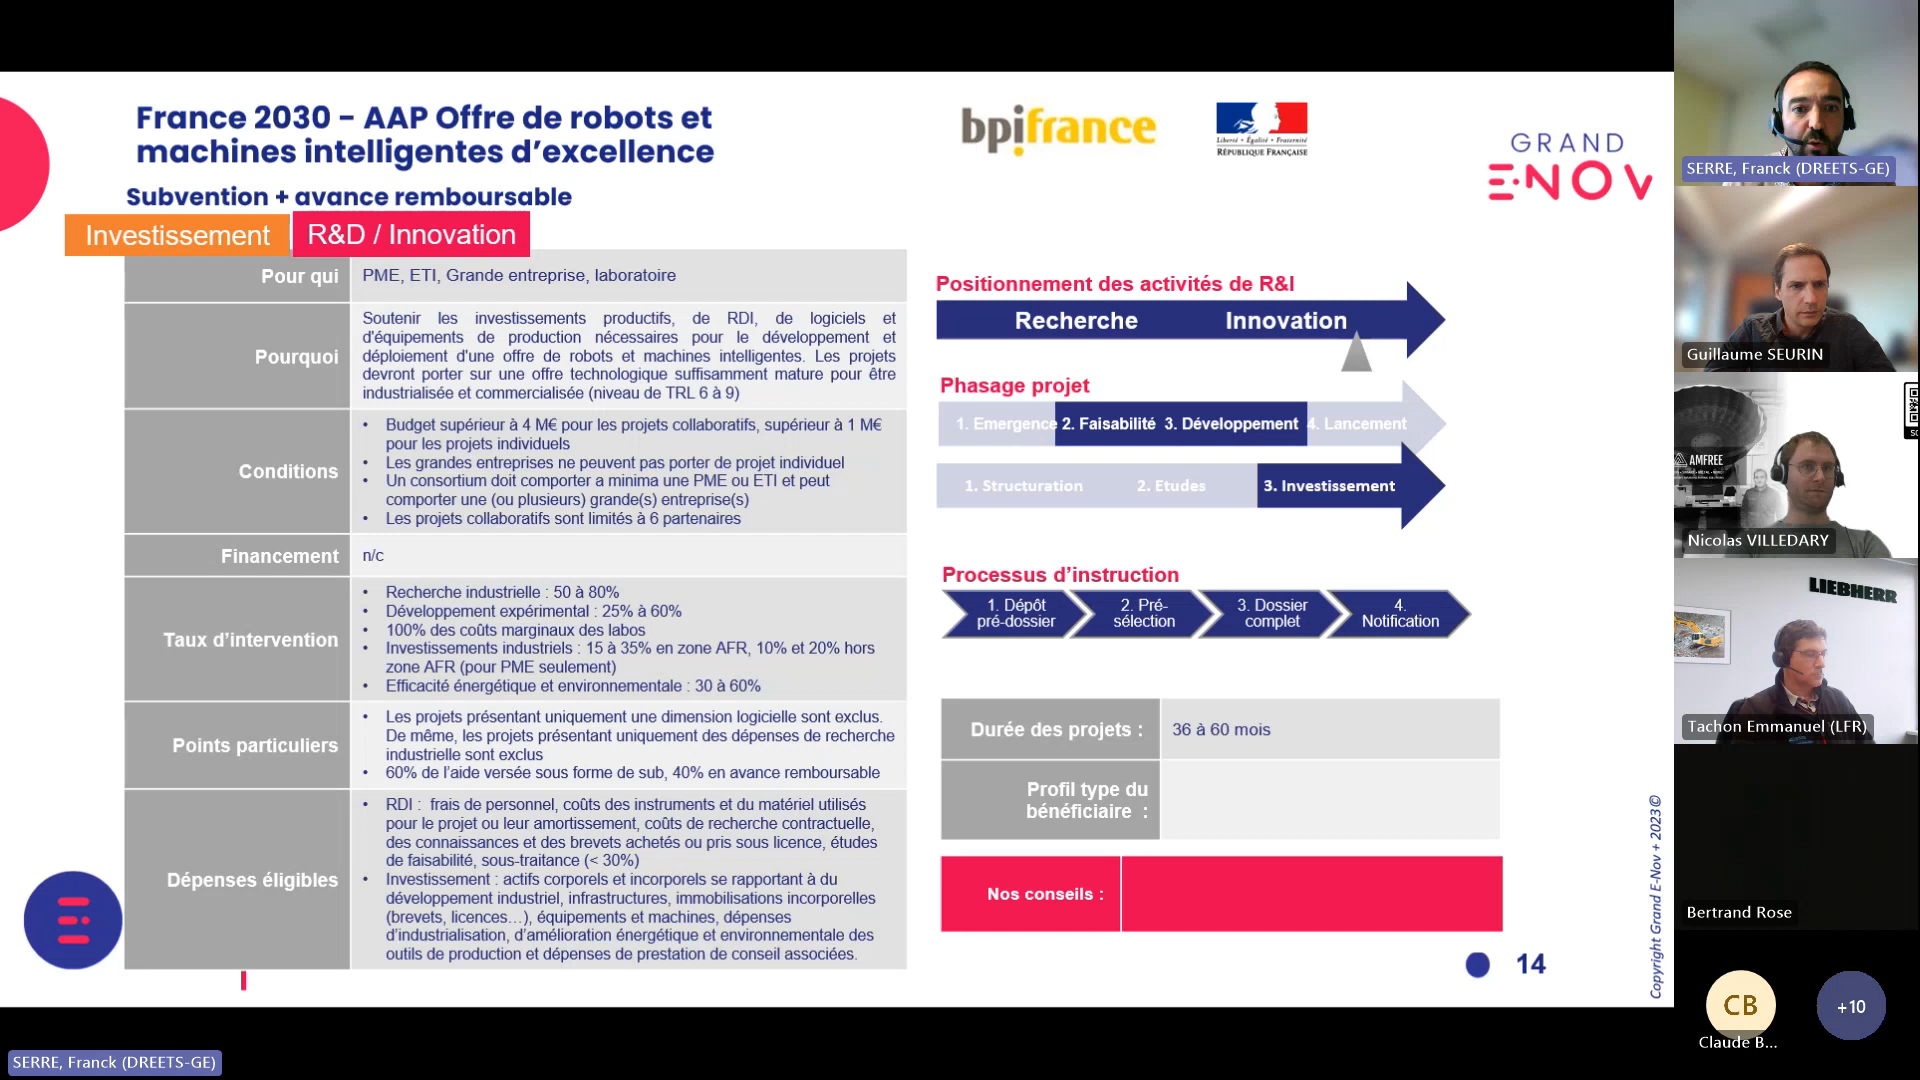 France 2030 - AAP Offre de robots et
machines intelligentes d'excellence
Subvention + avance remboursable
Investissement
R&D / Innovation
bpifrance
Liberté • Égalité • Fraternité
RÉPUBLIQUE FRANÇAISE
GRAND
E·NOV
Pour qui
PME, ETI, Grande entreprise, laboratoire
Pourquoi
Soutenir les investissements productifs, de RDI, de logiciels et
d'équipements de production nécessaires pour le développement et
déploiement d'une offre de robots et machines intelligentes. Les projets
devront porter sur une offre technologique suffisamment mature pour être
industrialisée et commercialisée (niveau de TRL 6 à 9)
Conditions
• Budget supérieur à 4 M€ pour les projets collaboratifs, supérieur à 1 M€
pour les projets individuels
• Les grandes entreprises ne peuvent pas porter de projet individuel
• Un consortium doit comporter a minima une PME ou ETI et peut
comporter une (ou plusieurs) grande(s) entreprise(s)
• Les projets collaboratifs sont limités à 6 partenaires
Financement
n/c
Taux d'intervention
• Recherche industrielle : 50 à 80%
• Développement expérimental : 25% à 60%
• 100% des coûts marginaux des labos
• Investissements industriels : 15 à 35% en zone AFR, 10% et 20% hors
zone AFR (pour PME seulement)
• Efficacité énergétique et environnementale : 30 à 60%
Points particuliers
• Les projets présentant uniquement une dimension logicielle sont exclus.
De même, les projets présentant uniquement des dépenses de recherche
industrielle sont exclus
• 60% de l'aide versée sous forme de sub, 40% en avance remboursable
Dépenses éligibles
• RDI : frais de personnel, coûts des instruments et du matériel utilisés
pour le projet ou leur amortissement, coûts de recherche contractuelle,
des connaissances et des brevets achetés ou pris sous licence, études
de faisabilité, sous-traitance (< 30%)
• Investissement : actifs corporels et incorporels se rapportant à du
développement industriel, infrastructures, immobilisations incorporelles
(brevets, licences…), équipements et machines, dépenses
d'industrialisation, d'amélioration énergétique et environnementale des
outils de production et dépenses de prestation de conseil associées.
Positionnement des activités de R&I
Recherche
Innovation
Phasage projet
1. Emergence
2. Faisabilité
3. Développement
4. Lancement
1. Structuration
2. Etudes
3. Investissement
Processus d'instruction
1. Dépôt
pré-dossier
2. Pré-
sélection
3. Dossier
complet
4.
Notification
Durée des projets :
36 à 60 mois
Profil type du
bénéficiaire :
Nos conseils :
14
Copyright Grand E-Nov + 2023©
SERRE, Franck (DREETS-GE)
Guillaume SEURIN
AMFREE
Nicolas VILLEDARY
LIEBHERR
Tachon Emmanuel (LFR)
Bertrand Rose
CB
Claude B...
+10
SERRE, Franck (DREETS-GE)